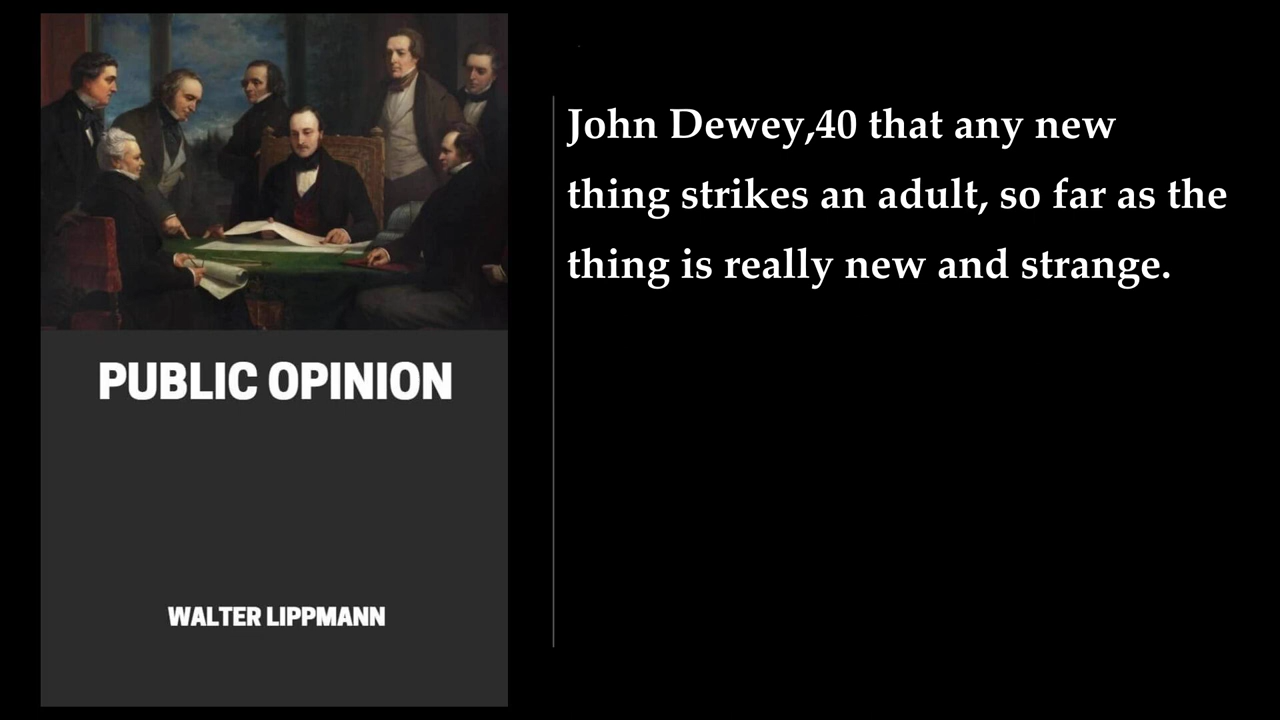 PUBLIC OPINION
WALTER LIPPMANN
John Dewey,40 that any new
thing strikes an adult, so far as the
thing is really new and strange.